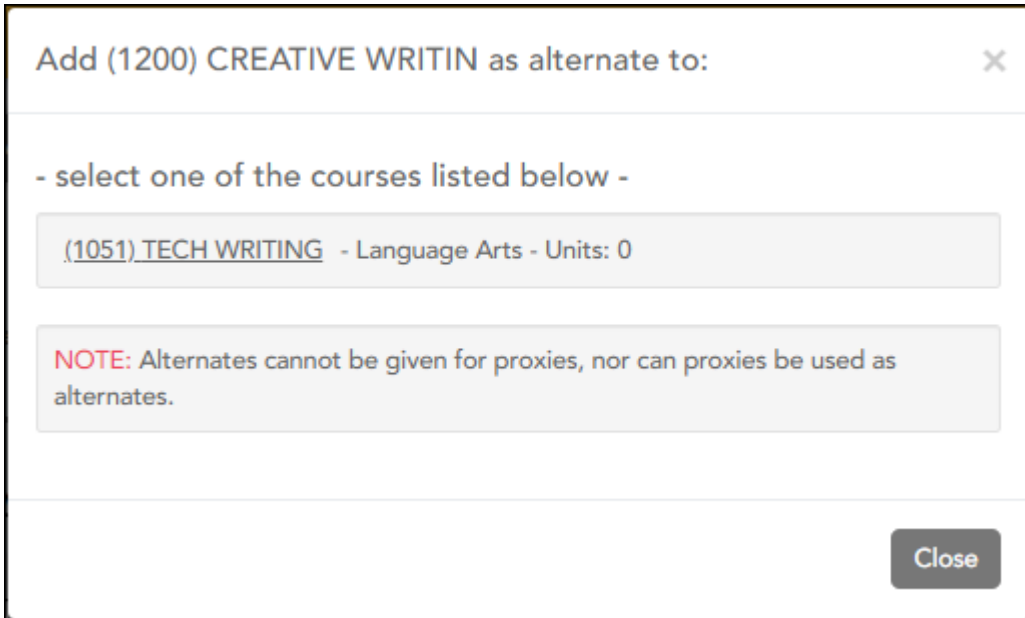 Add (1200) CREATIVE WRITIN as alternate to:
×
- select one of the courses listed below -
(1051) TECH WRITING - Language Arts - Units: 0
NOTE: Alternates cannot be given for proxies, nor can proxies be used as
alternates.
Close